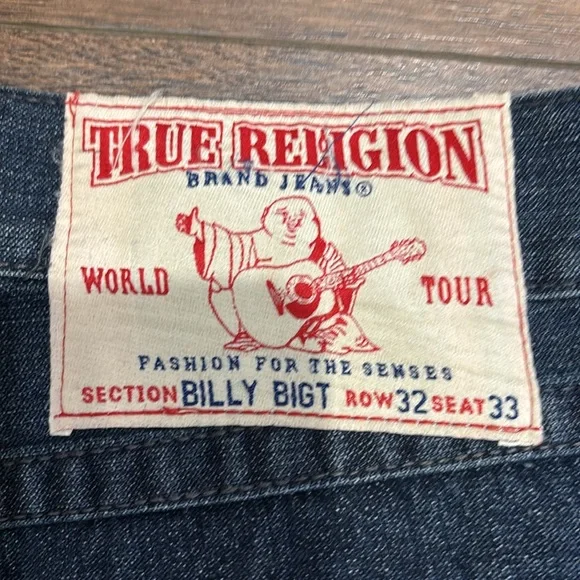 TRUE RELIGION
BRAND JEANS®
WORLD TOUR
FASHION FOR THE SENSES
SECTION BILLY BIGT ROW 32 SEAT 33